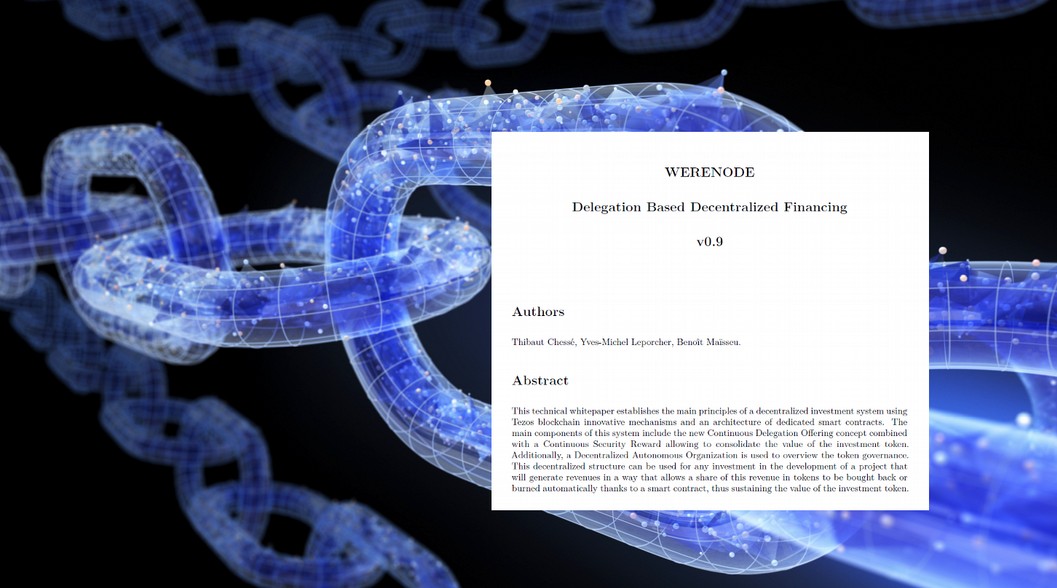 WERENODE
Delegation Based Decentralized Financing
v0.9
Authors
Thibaut Chessé, Yves-Michel Leporcher, Benoît Maïsseu.
Abstract
This technical whitepaper establishes the main principles of a decentralized investment system using
Tezos blockchain innovative mechanisms and an architecture of dedicated smart contracts. The
main components of this system include the new Continuous Delegation Offering concept combined
with a Continuous Security Reward allowing to consolidate the value of the investment token.
Additionally, a Decentralized Autonomous Organization is used to overview the token governance.
This decentralized structure can be used for any investment in the development of a project that
will generate revenues in a way that allows a share of this revenue in tokens to be bought back or
burned automatically thanks to a smart contract, thus sustaining the value of the investment token.